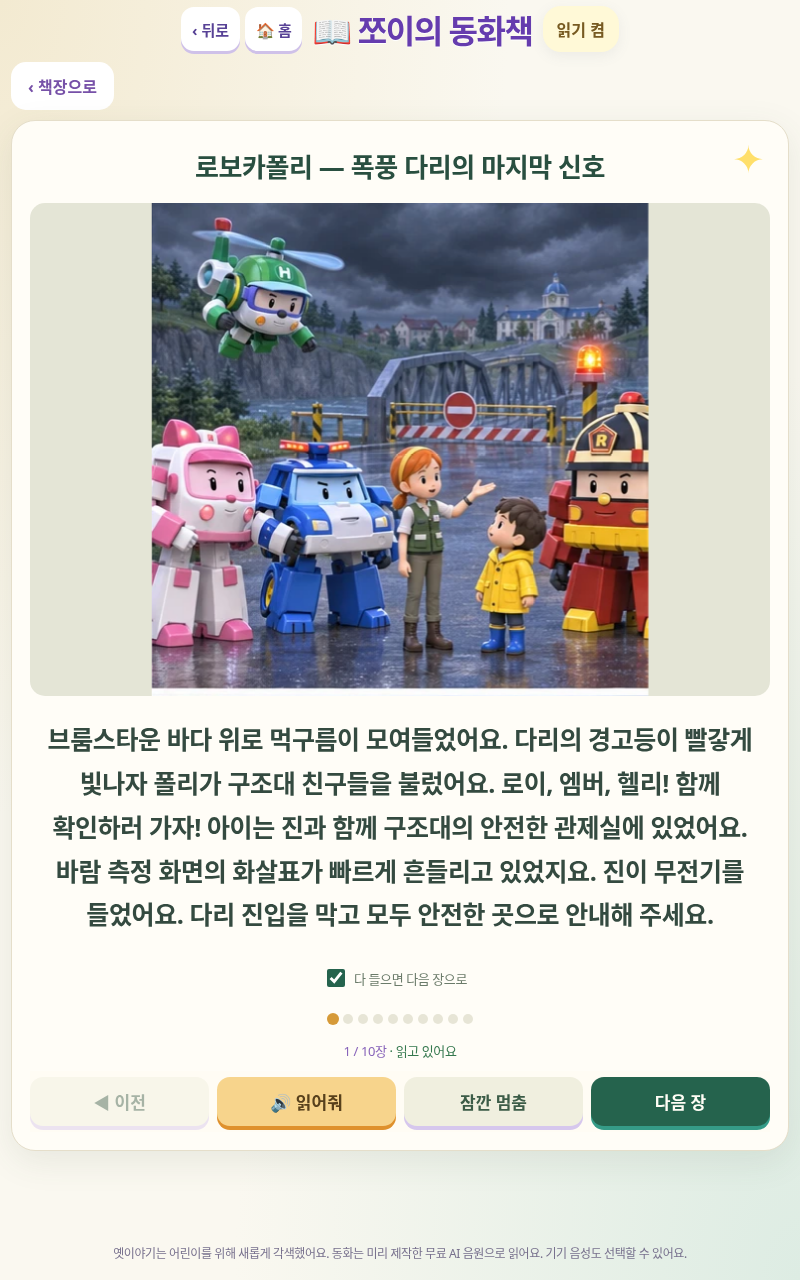 ‹ 뒤로
🏠 홈
📖 쪼이의 동화책
읽기 켬
‹ 책장으로
로보카폴리 — 폭풍 다리의 마지막 신호
H
R
브룸스타운 바다 위로 먹구름이 모여들었어요. 다리의 경고등이 빨갛게
빛나자 폴리가 구조대 친구들을 불렀어요. 로이, 엠버, 헬리! 함께
확인하러 가자! 아이는 진과 함께 구조대의 안전한 관제실에 있었어요.
바람 측정 화면의 화살표가 빠르게 흔들리고 있었지요. 진이 무전기를
들었어요. 다리 진입을 막고 모두 안전한 곳으로 안내해 주세요.
다 들으면 다음 장으로
1 / 10장 · 읽고 있어요
◀ 이전
🔊 읽어줘
잠깐 멈춤
다음 장
옛이야기는 어린이를 위해 새롭게 각색했어요. 동화는 미리 제작한 무료 AI 음원으로 읽어요. 기기 음성도 선택할 수 있어요.